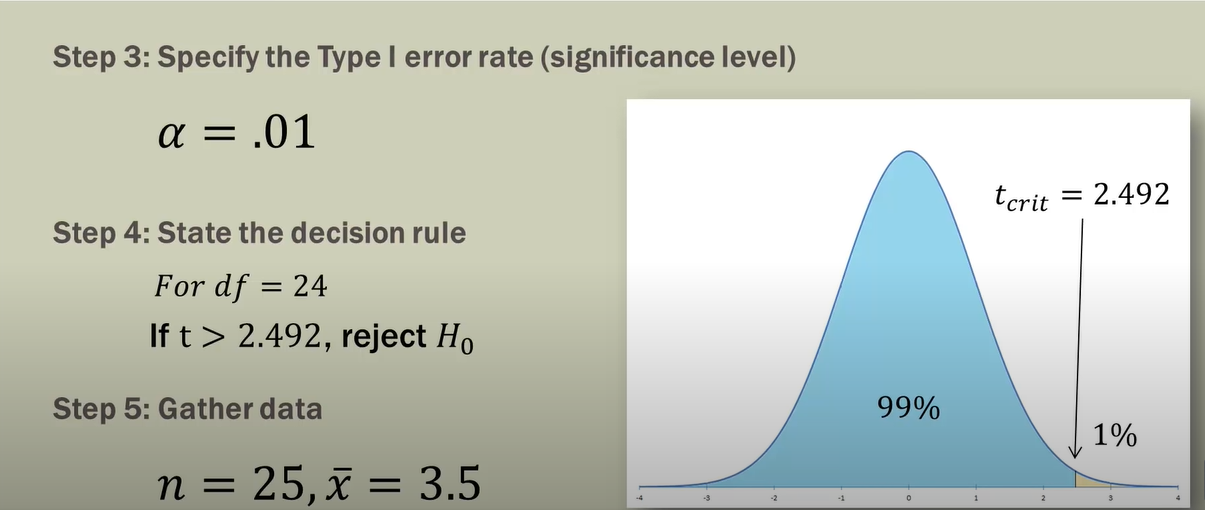 Step 3: Specify the Type I error rate (significance level)
α = .01
Step 4: State the decision rule
For df = 24
If t > 2.492, reject H₀
Step 5: Gather data
n = 25, x̄ = 3.5
t_crit = 2.492
99%
1%
-4 -3 -2 -1 0 1 2 3 4